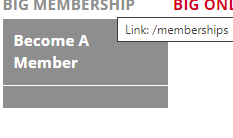 BIG MEMBERSHIP BIG ONL
Link: /memberships
Become A
Member